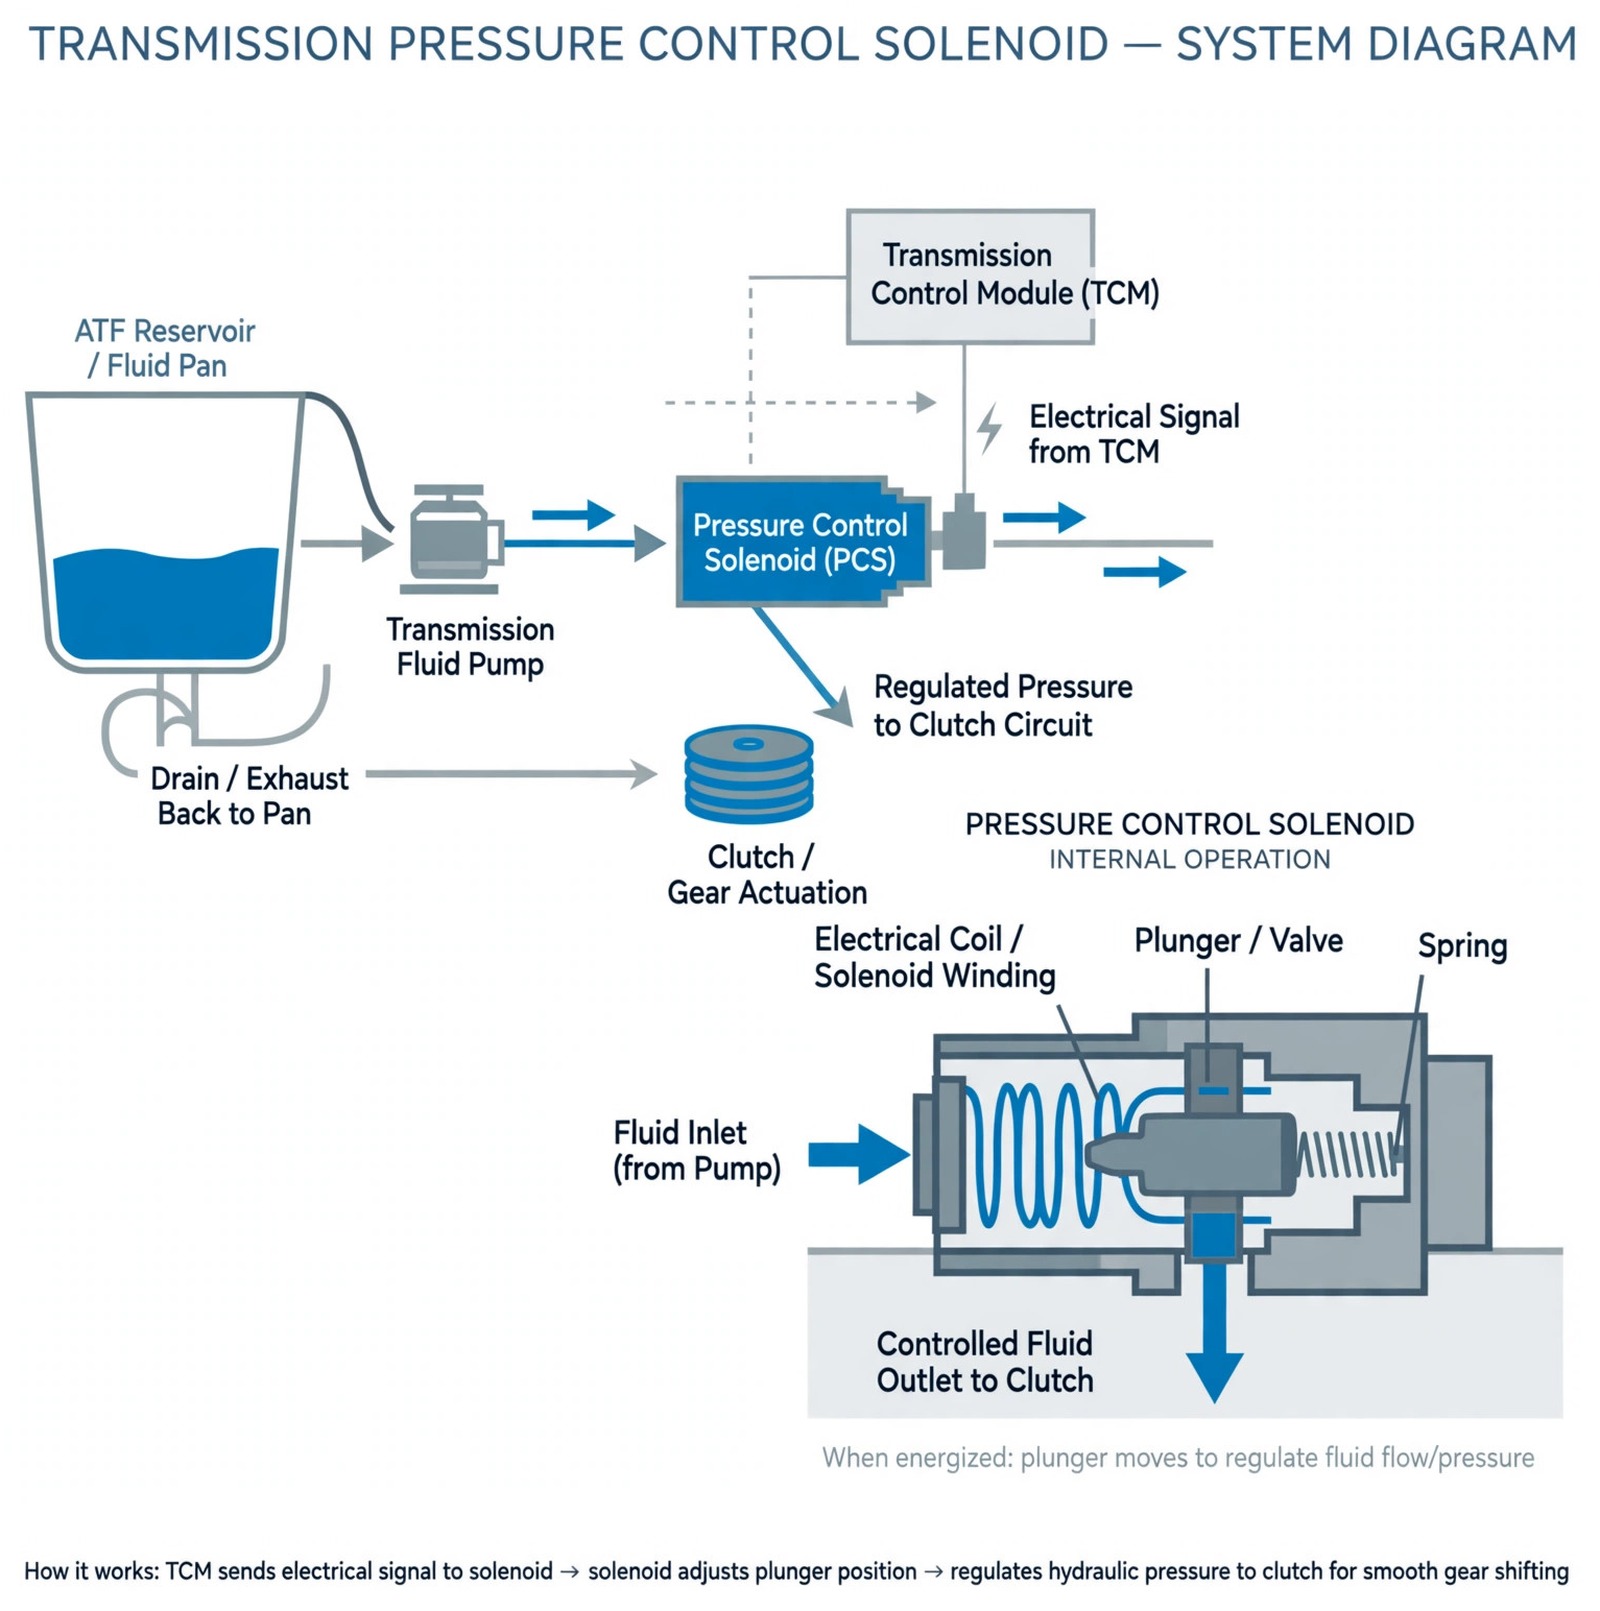 TRANSMISSION PRESSURE CONTROL SOLENOID — SYSTEM DIAGRAM
Transmission
Control Module (TCM)
ATF Reservoir
/ Fluid Pan
Electrical Signal
from TCM
Pressure Control
Solenoid (PCS)
Transmission
Fluid Pump
Regulated Pressure
to Clutch Circuit
Drain / Exhaust
Back to Pan
Clutch /
Gear Actuation
PRESSURE CONTROL SOLENOID
INTERNAL OPERATION
Electrical Coil /
Solenoid Winding
Plunger / Valve
Spring
Fluid Inlet
(from Pump)
Controlled Fluid
Outlet to Clutch
When energized: plunger moves to regulate fluid flow/pressure
How it works: TCM sends electrical signal to solenoid → solenoid adjusts plunger position → regulates hydraulic pressure to clutch for smooth gear shifting